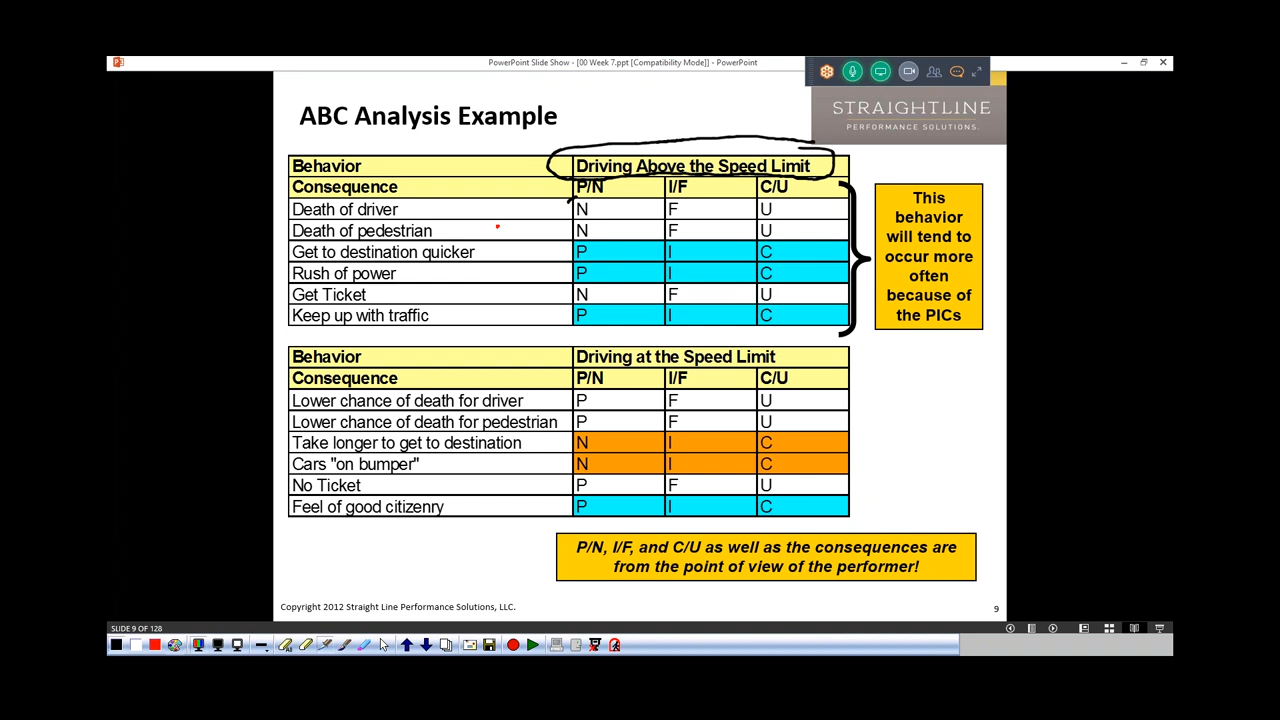 PowerPoint Slide Show - [00 Week 7.ppt [Compatibility Mode]] - PowerPoint
ABC Analysis Example
STRAIGHTLINE
PERFORMANCE SOLUTIONS.
Behavior Driving Above the Speed Limit
Consequence P/N I/F C/U
Death of driver N F U
Death of pedestrian N F U
Get to destination quicker P I C
Rush of power P I C
Get Ticket N F U
Keep up with traffic P I C
This
behavior
will tend to
occur more
often
because of
the PICs
Behavior Driving at the Speed Limit
Consequence P/N I/F C/U
Lower chance of death for driver P F U
Lower chance of death for pedestrian P F U
Take longer to get to destination N I C
Cars "on bumper" N I C
No Ticket P F U
Feel of good citizenry P I C
P/N, I/F, and C/U as well as the consequences are
from the point of view of the performer!
Copyright 2012 Straight Line Performance Solutions, LLC.
9
SLIDE 9 OF 128